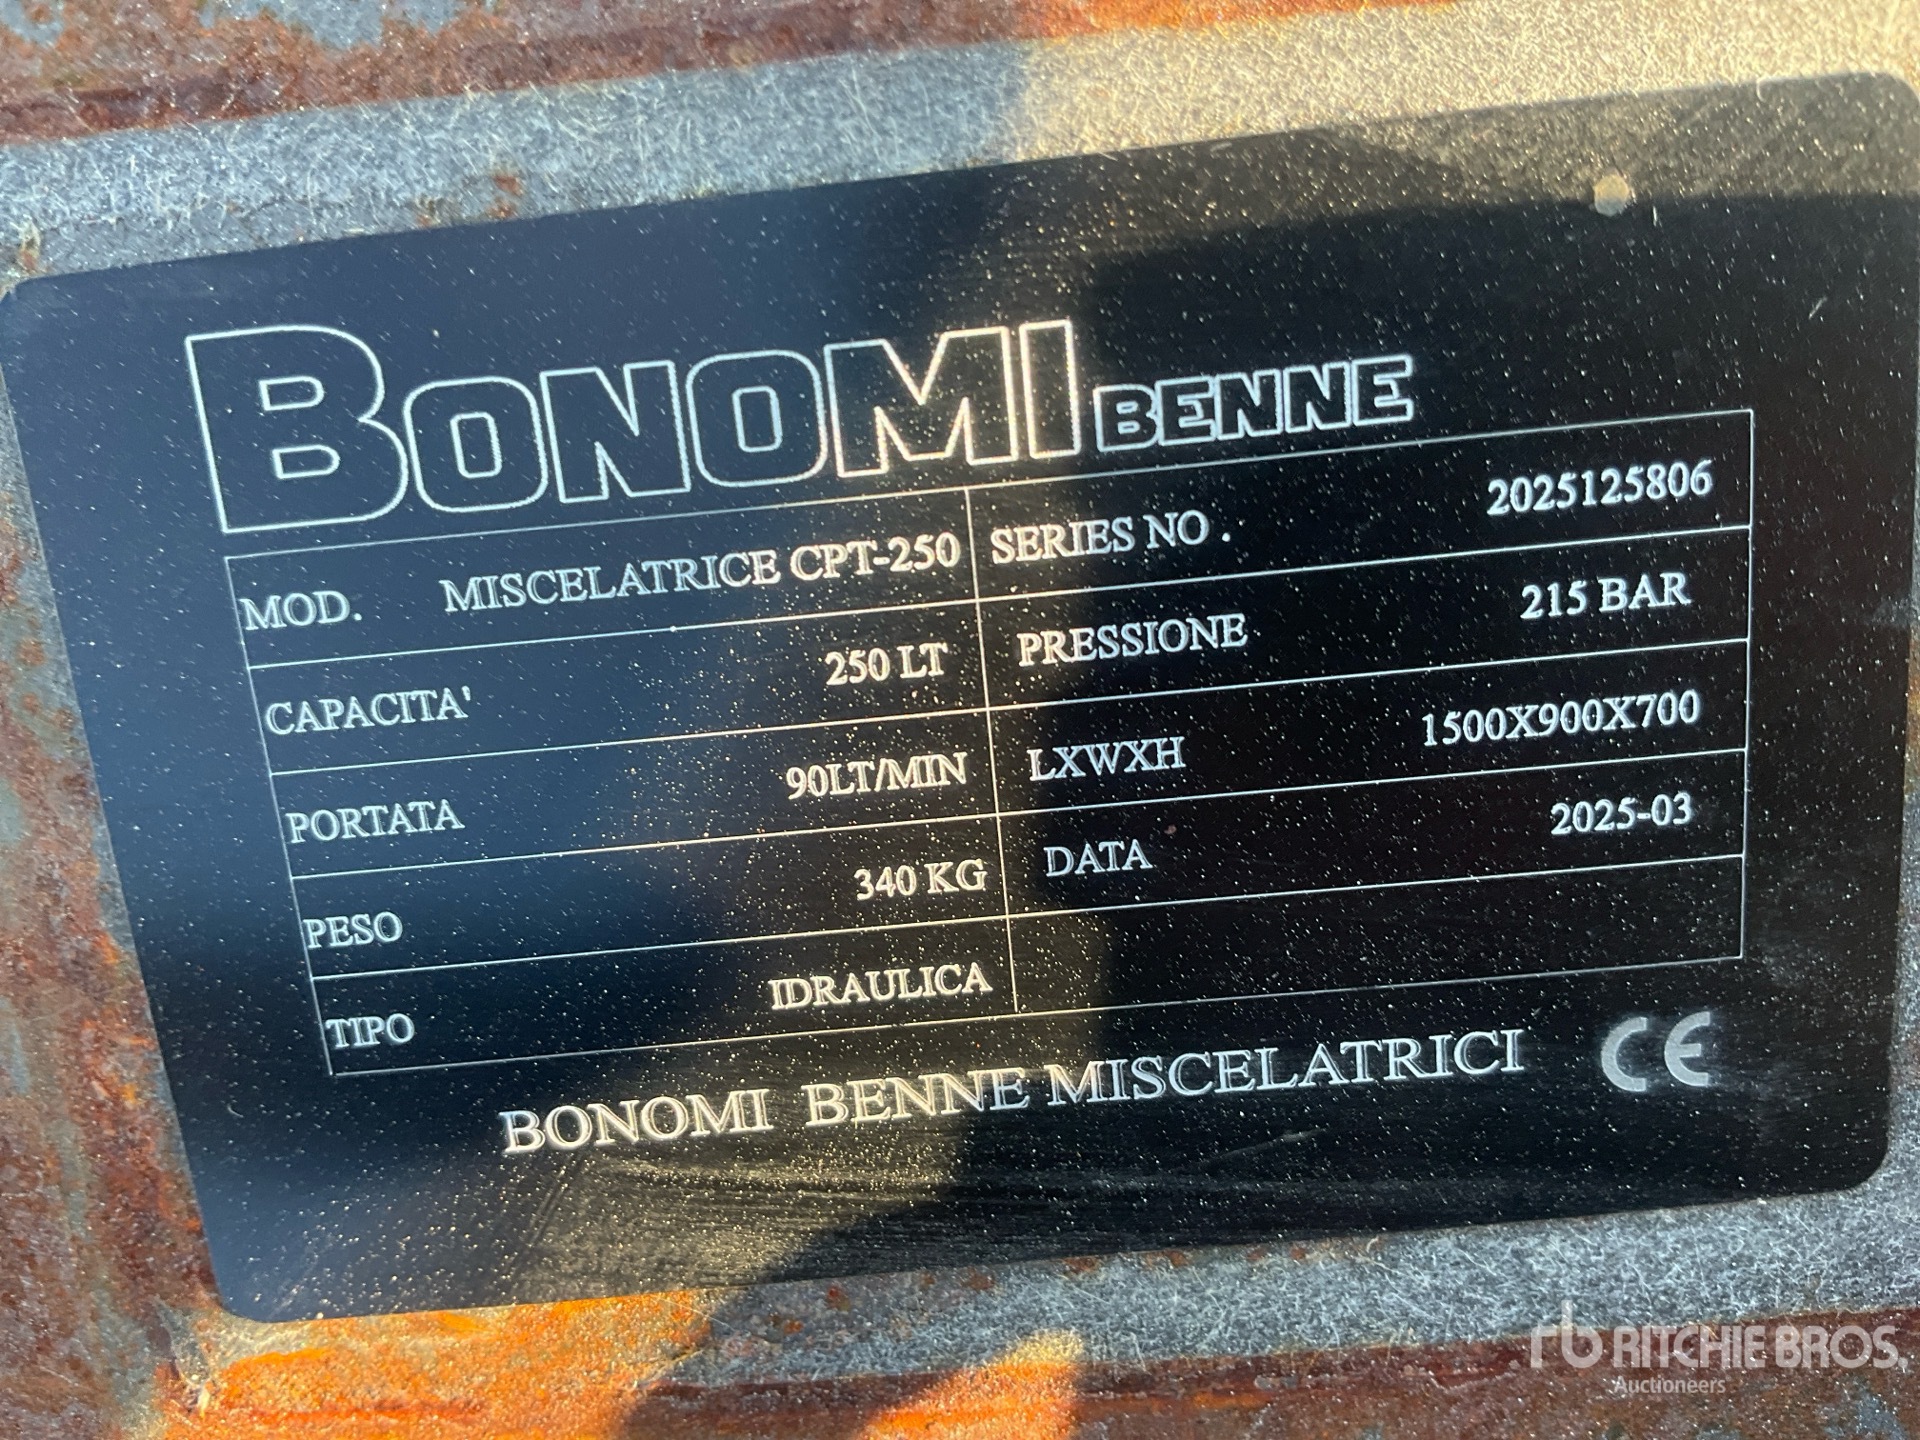 BONOMI BENNE
MOD. MISCELATRICE CPT-250
SERIES NO . 2025125806
CAPACITA' 250 LT
PRESSIONE 215 BAR
PORTATA 90LT/MIN
LXWXH 1500X900X700
PESO 340 KG
DATA 2025-03
TIPO IDRAULICA
BONOMI BENNE MISCELATRICI CE
rb RITCHIE BROS.
Auctioneers